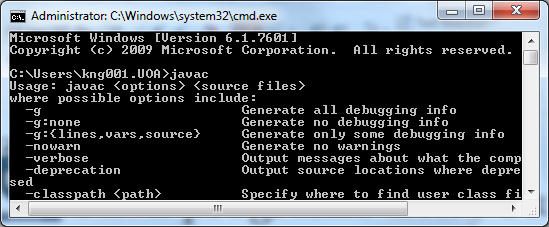 Administrator: C:\Windows\system32\cmd.exe
Microsoft Windows [Version 6.1.7601]
Copyright (c) 2009 Microsoft Corporation.  All rights reserved.
C:\Users\kng001.UOA>javac
Usage: javac <options> <source files>
where possible options include:
  -g                         Generate all debugging info
  -g:none                    Generate no debugging info
  -g:{lines,vars,source}     Generate only some debugging info
  -nowarn                    Generate no warnings
  -verbose                   Output messages about what the comp
  -deprecation               Output source locations where depre
sed
  -classpath <path>          Specify where to find user class fi